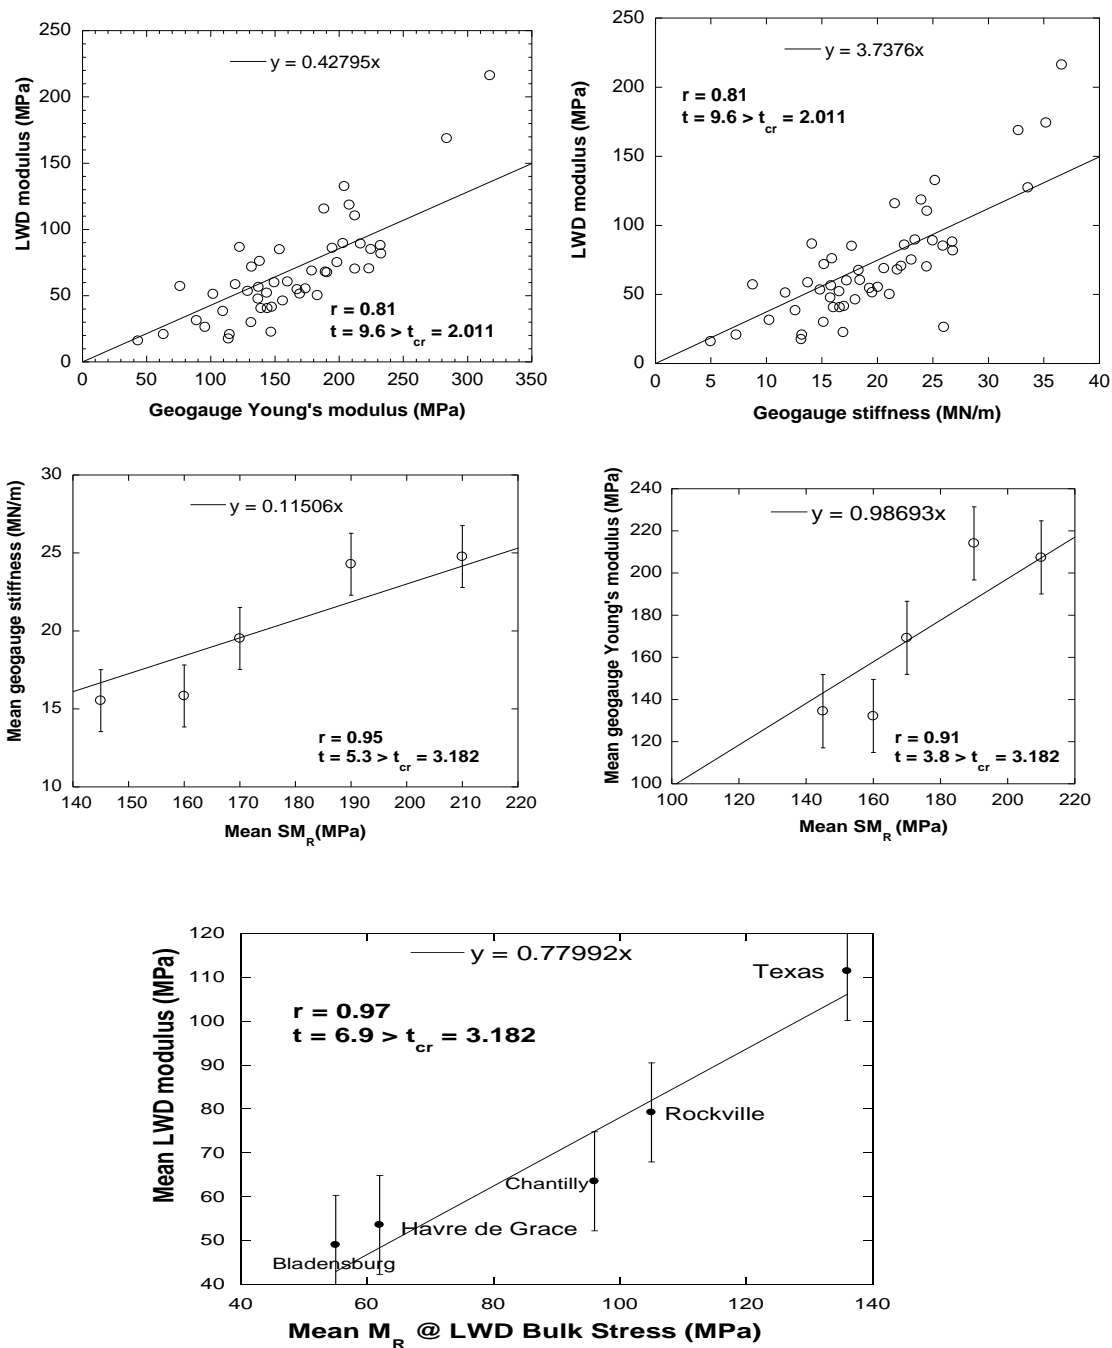 y = 0.42795x
r = 0.81
t = 9.6 > tcr = 2.011
LWD modulus (MPa)
250
200
150
100
50
0
0 50 100 150 200 250 300 350
Geogauge Young's modulus (MPa)
y = 3.7376x
r = 0.81
t = 9.6 > tcr = 2.011
LWD modulus (MPa)
250
200
150
100
50
0
0 5 10 15 20 25 30 35 40
Geogauge stiffness (MN/m)
y = 0.11506x
r = 0.95
t = 5.3 > tcr = 3.182
Mean geogauge stiffness (MN/m)
30
25
20
15
10
140 150 160 170 180 190 200 210 220
Mean SMR(MPa)
y = 0.98693x
r = 0.91
t = 3.8 > tcr = 3.182
Mean geogauge Young's modulus (MPa)
240
220
200
180
160
140
120
100
100 120 140 160 180 200 220
Mean SMR (MPa)
y = 0.77992x
r = 0.97
t = 6.9 > tcr = 3.182
Texas
Rockville
Chantilly
Havre de Grace
Bladensburg
Mean LWD modulus (MPa)
120
110
100
90
80
70
60
50
40
40 60 80 100 120 140
Mean MR @ LWD Bulk Stress (MPa)